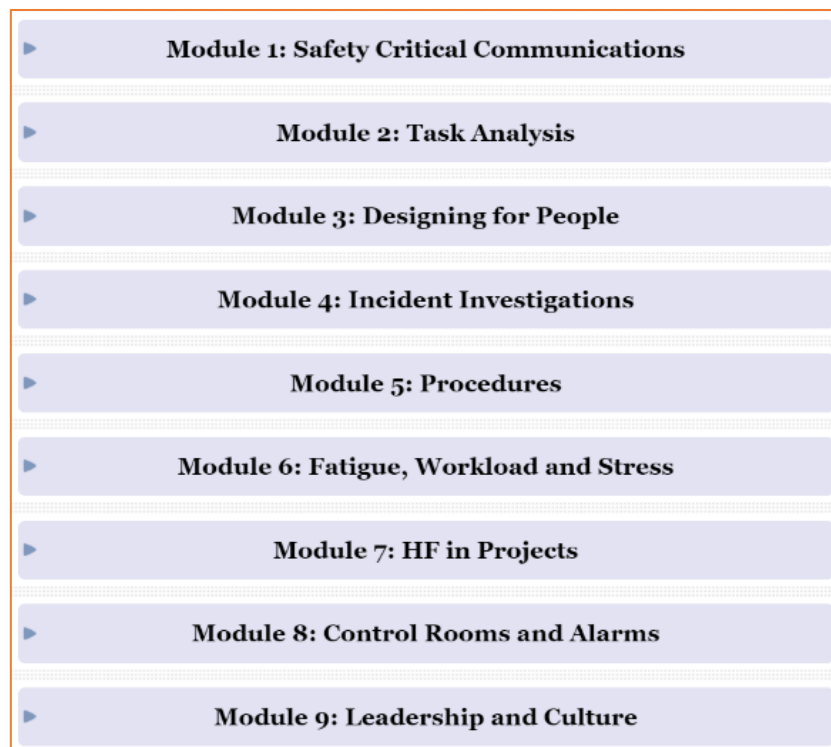 Module 1: Safety Critical Communications
Module 2: Task Analysis
Module 3: Designing for People
Module 4: Incident Investigations
Module 5: Procedures
Module 6: Fatigue, Workload and Stress
Module 7: HF in Projects
Module 8: Control Rooms and Alarms
Module 9: Leadership and Culture